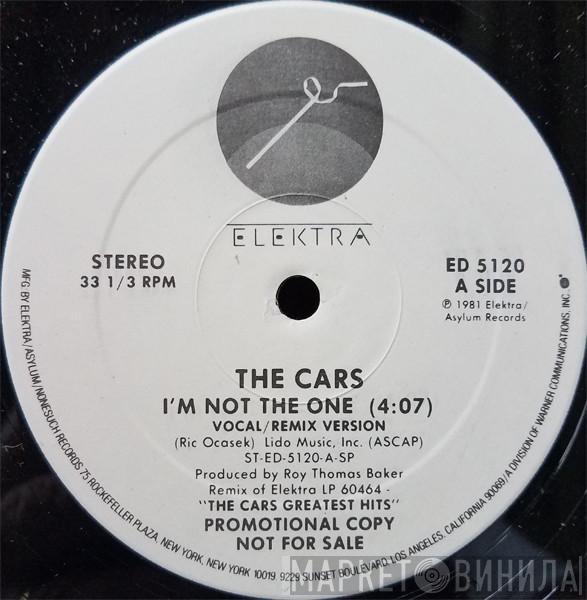 ELEKTRA
STEREO
33 1/3 RPM
ED 5120
A SIDE
℗ 1981 Elektra/
Asylum Records
THE CARS
I'M NOT THE ONE (4:07)
VOCAL/REMIX VERSION
(Ric Ocasek) Lido Music, Inc. (ASCAP)
ST-ED-5120-A-SP
Produced by Roy Thomas Baker
Remix of Elektra LP 60464 -
"THE CARS GREATEST HITS"
PROMOTIONAL COPY
NOT FOR SALE
MFG. BY ELEKTRA/ASYLUM/NONESUCH RECORDS 75 ROCKEFELLER PLAZA, NEW YORK, NEW YORK 10019. 9229 SUNSET BOULEVARD, LOS ANGELES, CALIFORNIA 90069/A DIVISION OF WARNER COMMUNICATIONS, INC.
МАРКЕТ ВИНИЛА!